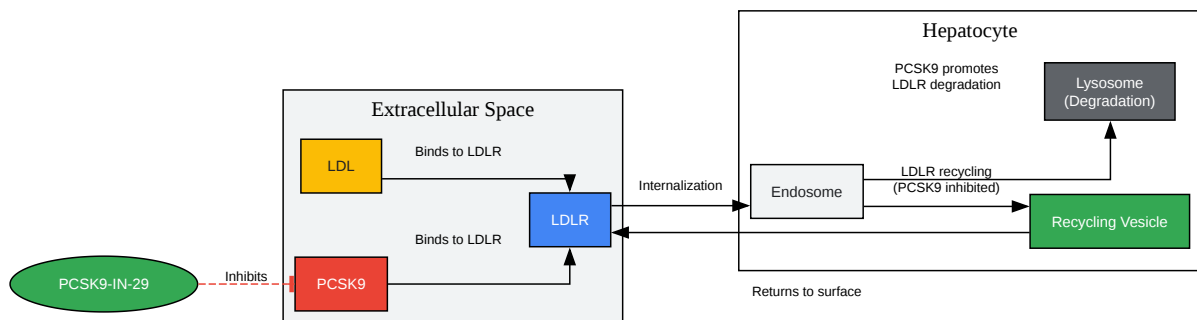 Hepatocyte
PCSK9 promotes
LDLR degradation
Lysosome
(Degradation)
Extracellular Space
LDL
Binds to LDLR
Internalization
Endosome
LDLR recycling
(PCSK9 inhibited)
LDLR
Recycling Vesicle
Binds to LDLR
PCSK9-IN-29
Inhibits
PCSK9
Returns to surface